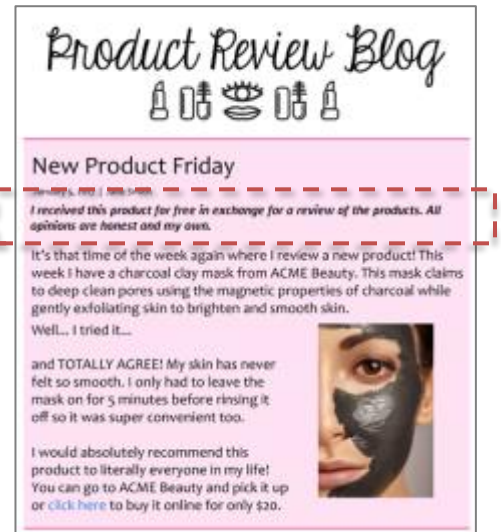 Product Review Blog
New Product Friday
I received this product for free in exchange for a review of the products. All
opinions are honest and my own.
It's that time of the week again where I review a new product! This
week I have a charcoal clay mask from ACME Beauty. This mask claims
to deep clean pores using the magnetic properties of charcoal while
gently exfoliating skin to brighten and smooth skin.
Well... I tried it...
and TOTALLY AGREE! My skin has never
felt so smooth. I only had to leave the
mask on for 5 minutes before rinsing it
off so it was super convenient too.
I would absolutely recommend this
product to literally everyone in my life!
You can go to ACME Beauty and pick it up
or click here to buy it online for only $20.